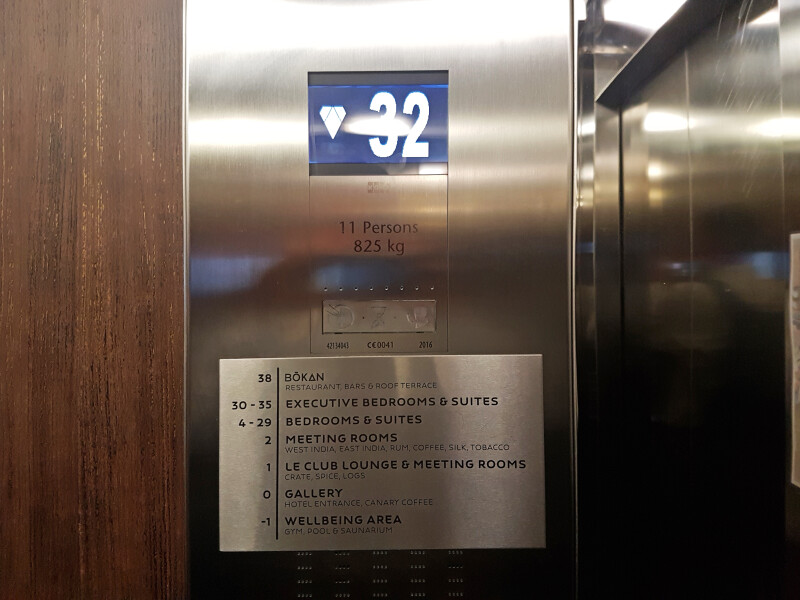 32
11 Persons
825 kg
42134043 CE0041 2016
38 BŌKAN
RESTAURANT, BARS & ROOF TERRACE
30 - 35 EXECUTIVE BEDROOMS & SUITES
4 - 29 BEDROOMS & SUITES
2 MEETING ROOMS
WEST INDIA, EAST INDIA, RUM, COFFEE, SILK, TOBACCO
1 LE CLUB LOUNGE & MEETING ROOMS
CRATE, SPICE, LOGS
0 GALLERY
HOTEL ENTRANCE, CANARY COFFEE
-1 WELLBEING AREA
GYM, POOL & SAUNARIUM